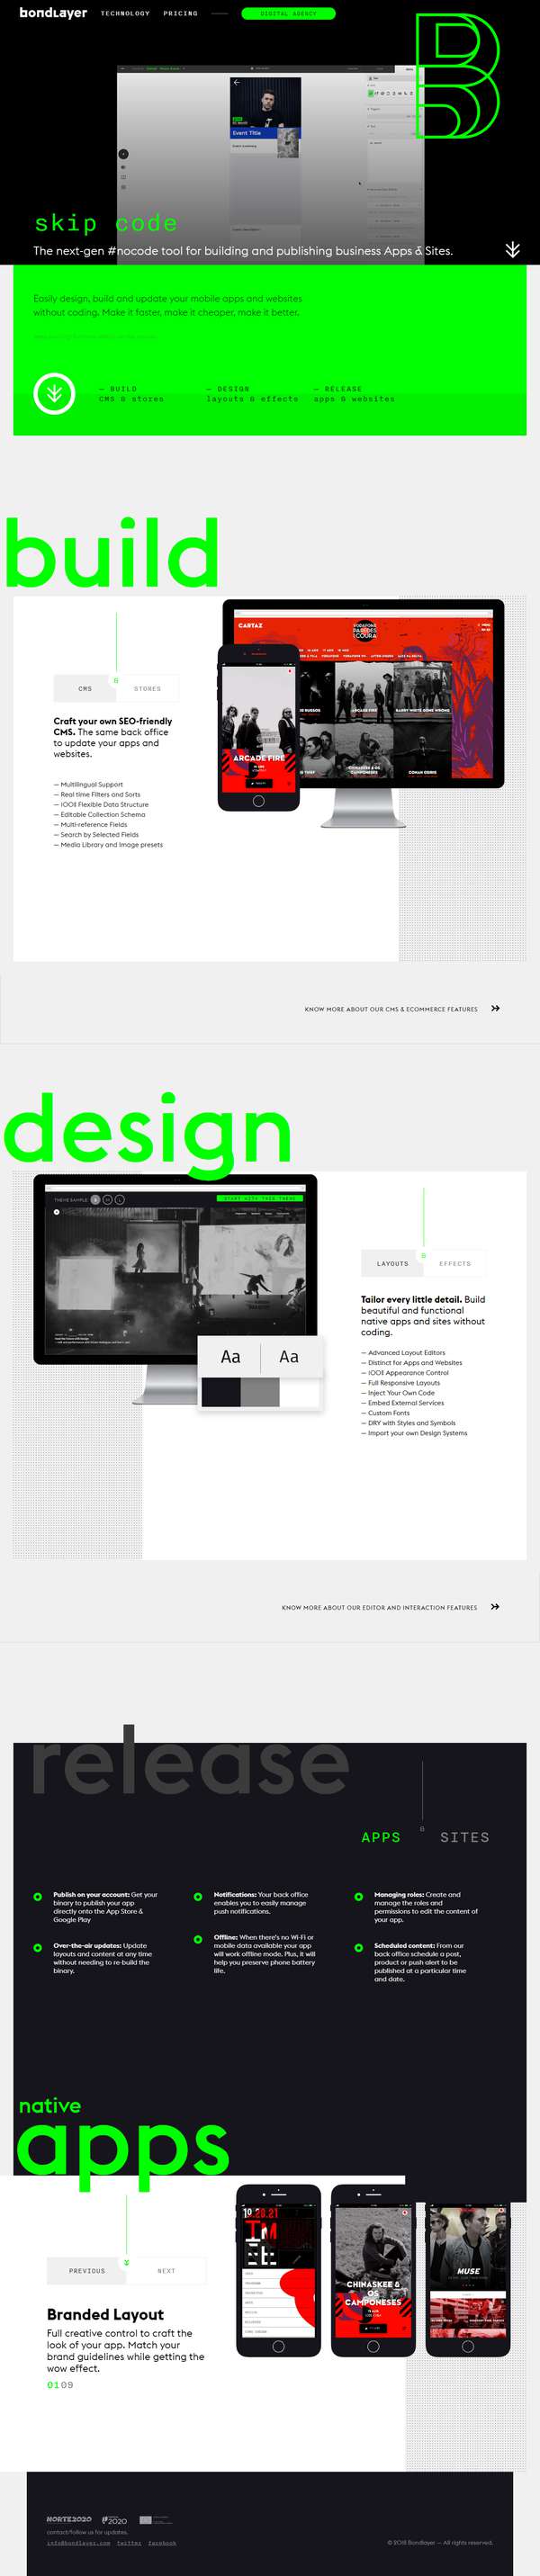 bondlayer
TECHNOLOGY
PRICING
DIGITAL AGENCY
Event Title
skip code
The next-gen #nocode tool for building and publishing business Apps & Sites.
Easily design, build and update your mobile apps and websites
without coding. Make it faster, make it cheaper, make it better.
— BUILD
CMS & stores
— DESIGN
layouts & effects
— RELEASE
apps & websites
build
CARTAZ
VODAFONE
PAREDES
DE COURA
ARCADE FIRE
CMS
STORES
Craft your own SEO-friendly
CMS. The same back office
to update your apps and
websites.
— Multilingual Support
— Real time Filters and Sorts
— 100% Flexible Data Structure
— Editable Collection Schema
— Multi-reference Fields
— Search by Selected Fields
— Media Library and Image presets
KNOW MORE ABOUT OUR CMS & ECOMMERCE FEATURES
design
THEME SAMPLE
START WITH THIS THEME
Aa
Aa
LAYOUTS
EFFECTS
Tailor every little detail. Build
beautiful and functional
native apps and sites without
coding.
— Advanced Layout Editors
— Distinct for Apps and Websites
— 100% Appearance Control
— Full Responsive Layouts
— Inject Your Own Code
— Embed External Services
— Custom Fonts
— DRY with Styles and Symbols
— Import your own Design Systems
KNOW MORE ABOUT OUR EDITOR AND INTERACTION FEATURES
release
APPS
SITES
Publish on your account: Get your
binary to publish your app
directly onto the App Store &
Google Play
Over-the-air updates: Update
layouts and content at any time
without needing to re-build the
binary.
Notifications: Your back office
enables you to easily manage
push notifications.
Offline: When there's no Wi-Fi or
mobile data available your app
will work offline mode. Plus, it will
help you preserve phone battery
life.
Managing roles: Create and
manage the roles and
permissions to edit the content of
your app.
Scheduled content: From our
back office schedule a post,
product or push alert to be
published at a particular time
and date.
native
apps
PREVIOUS
NEXT
Branded Layout
Full creative control to craft the
look of your app. Match your
brand guidelines while getting the
wow effect.
01 09
CHINASKEE &
OS
CAMPONESES
MUSE
NORTE2020
2020
contact/follow us for updates.
info@bondlayer.com twitter facebook
© 2018 Bondlayer — All rights reserved.